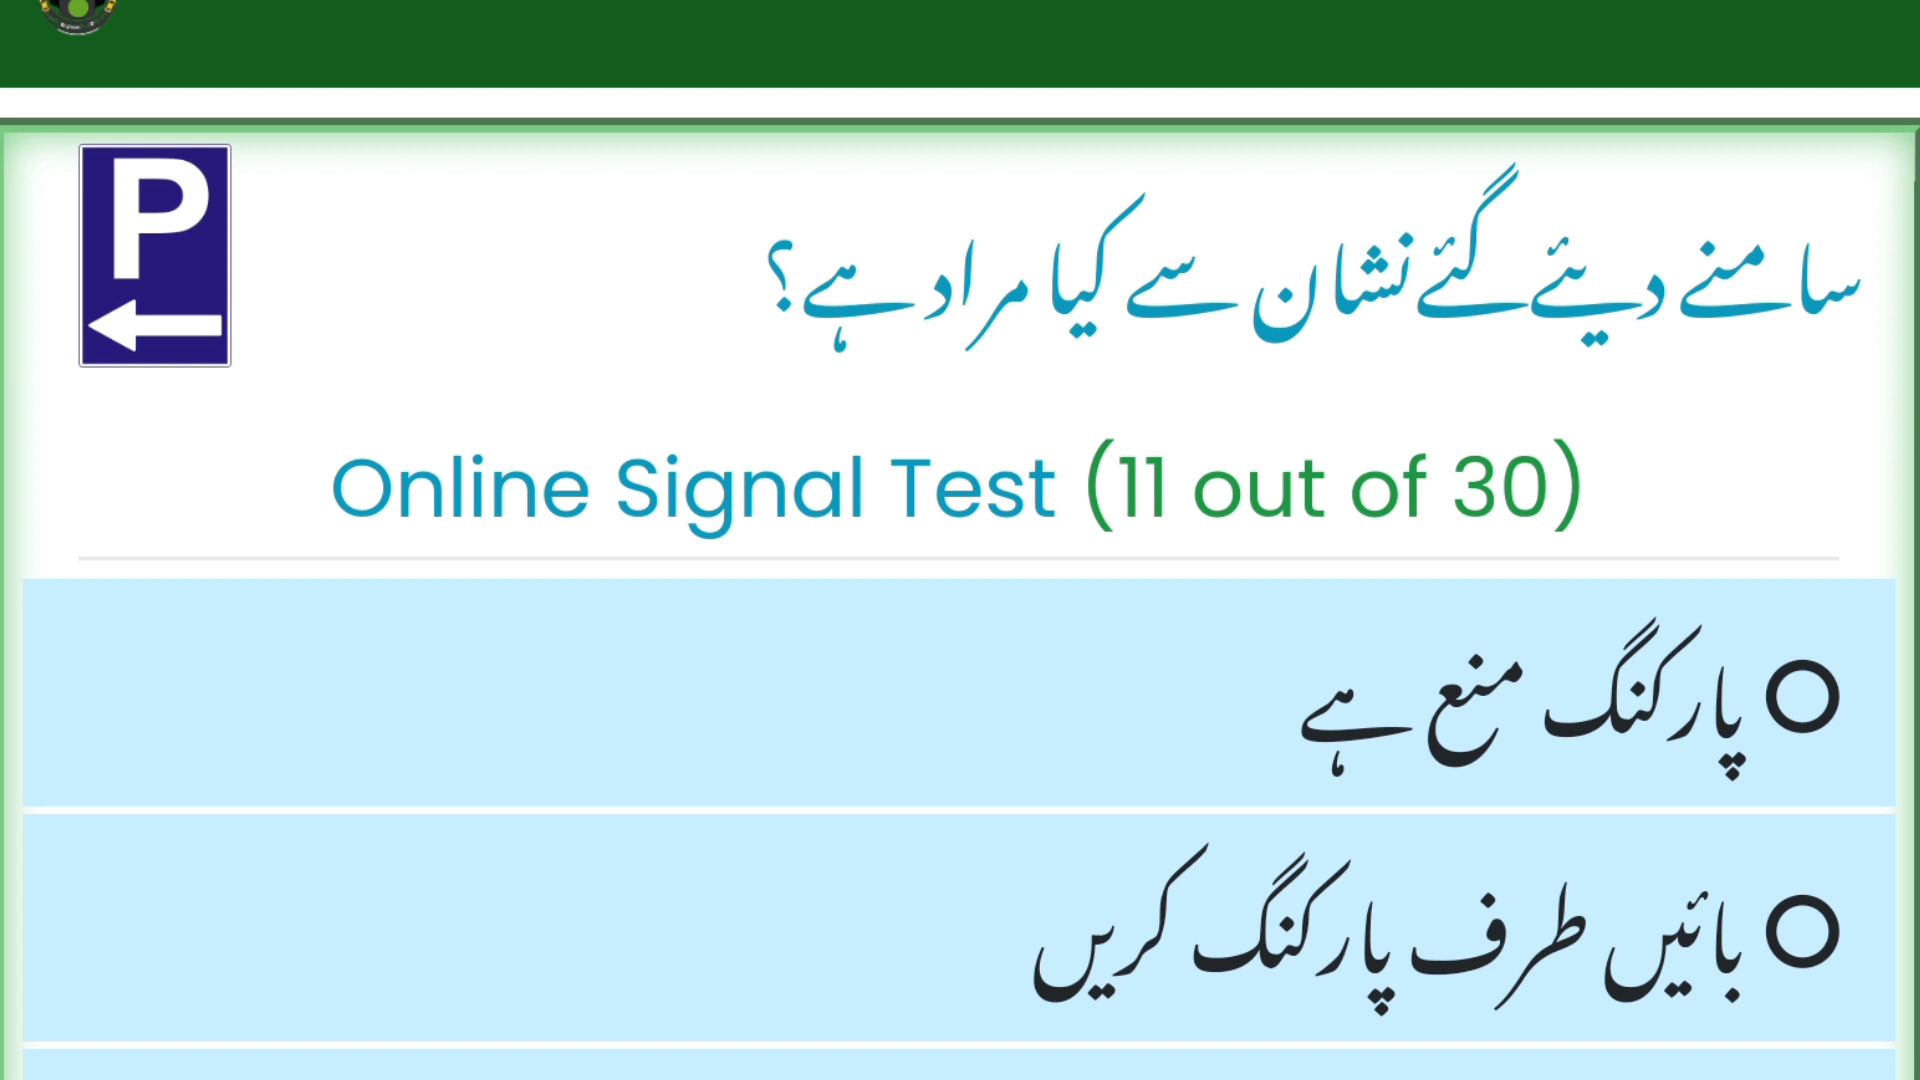 P
سامنے دیئے گئے نشان سے کیا مراد ہے؟
Online Signal Test (11 out of 30)
پارکنگ منع ہے
بائیں طرف پارکنگ کریں